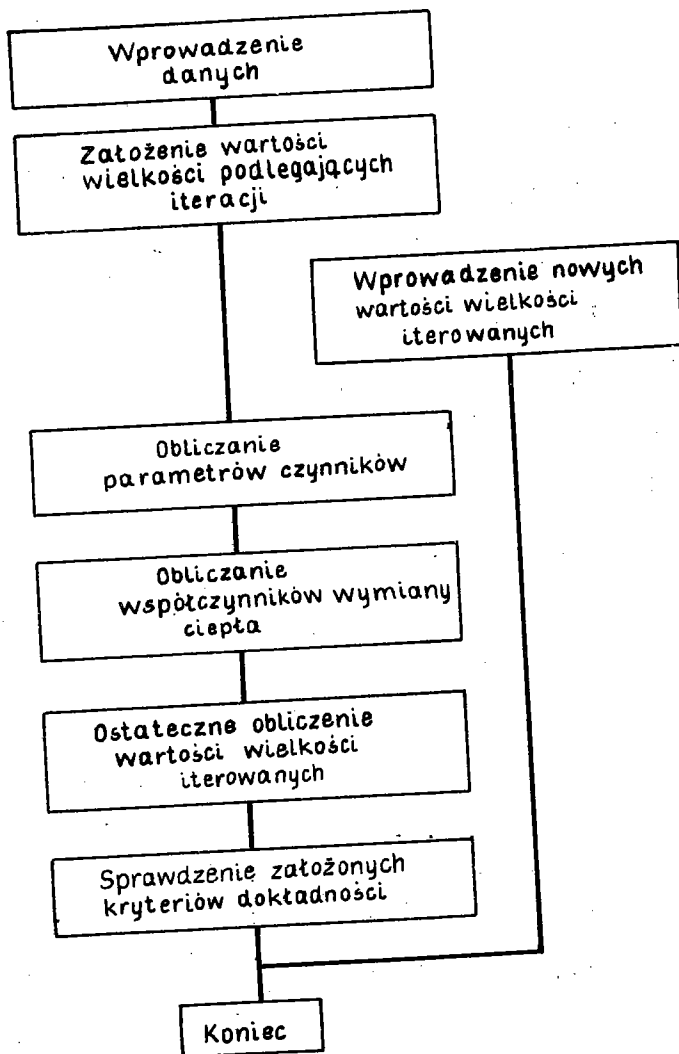 Wprowadzenie
danych
Założenie wartości
wielkości podlegających
iteracji
Wprowadzenie nowych
wartości wielkości
iterowanych
Obliczanie
parametrów czynników
Obliczanie
współczynników wymiany
ciepła
Ostateczne obliczenie
wartości wielkości
iterowanych
Sprawdzenie założonych
kryteriów dokładności
Koniec